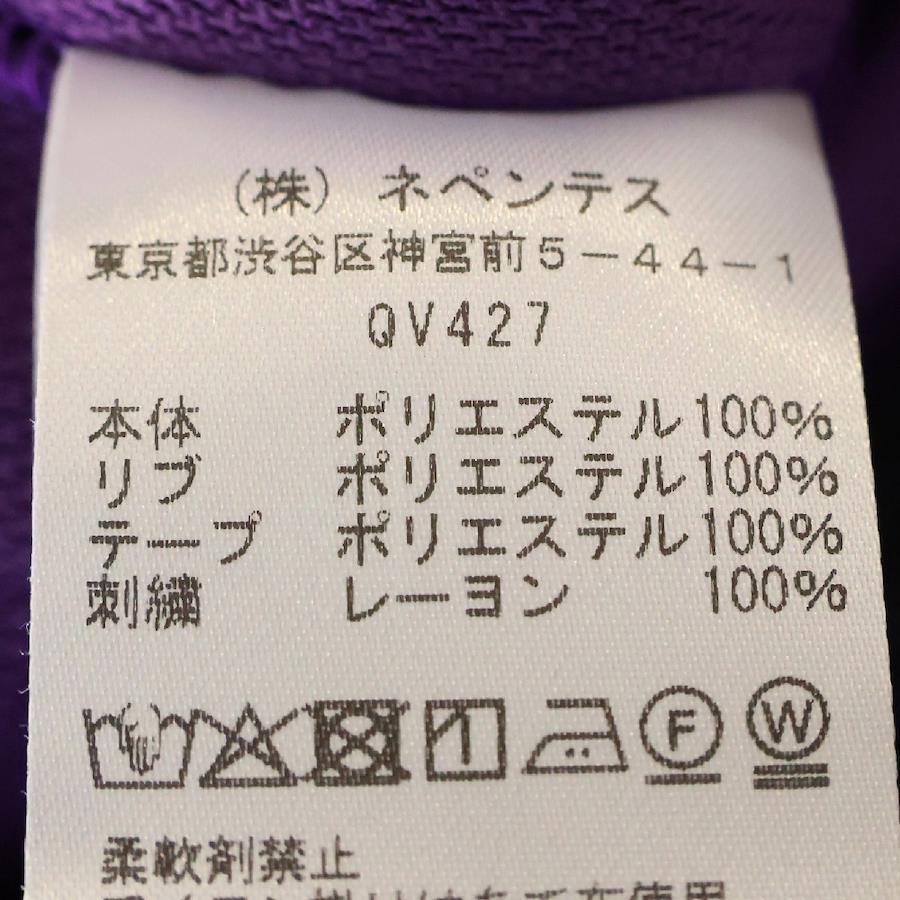 （株） ネペンテス
東京都渋谷区神宮前5－44－1
QV427
本体 ポリエステル100%
リブ ポリエステル100%
テープ ポリエステル100%
刺繍 レーヨン 100%
F W
柔軟剤禁止